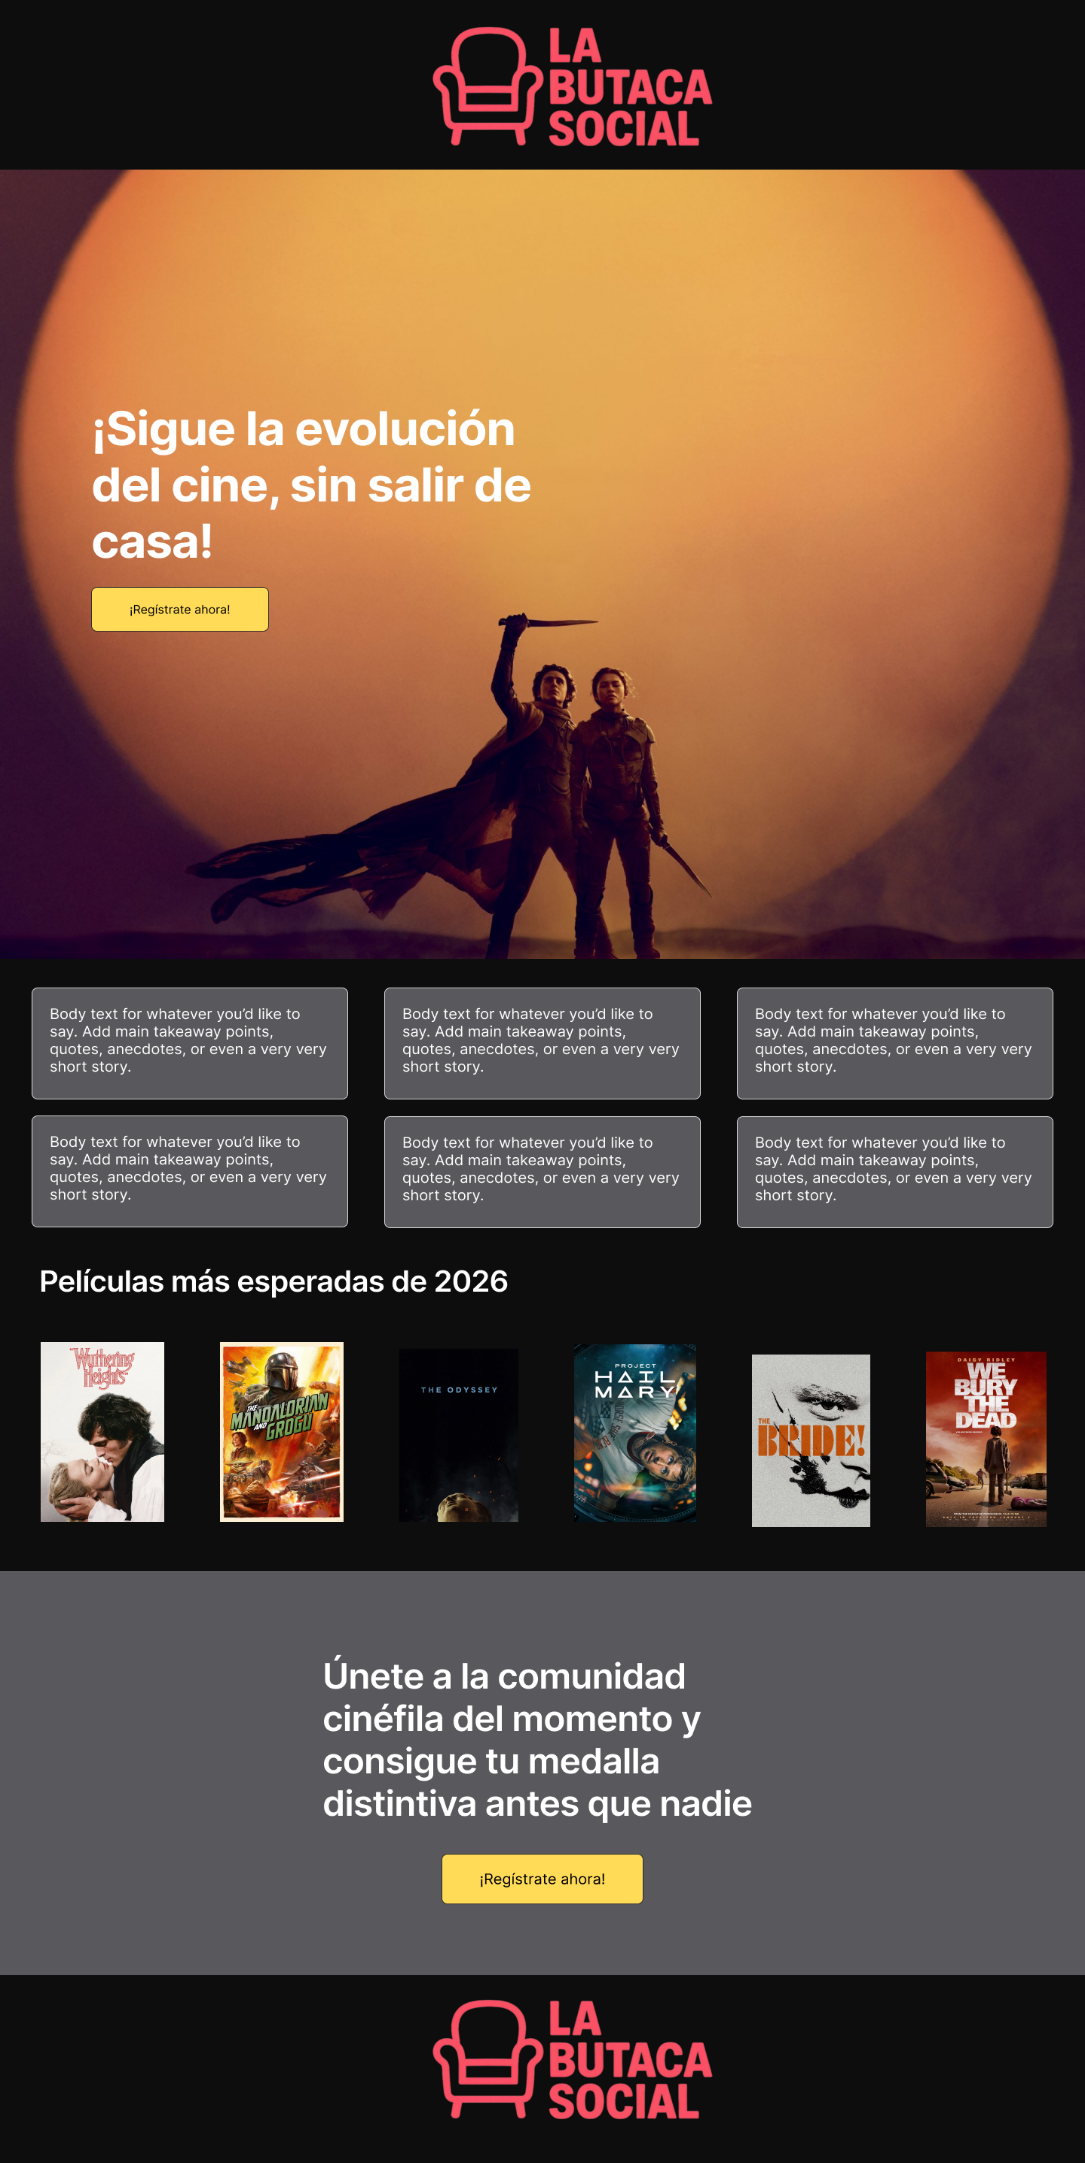 LA
BUTACA
SOCIAL
¡Sigue la evolución
del cine, sin salir de
casa!
¡Regístrate ahora!
Body text for whatever you’d like to
say. Add main takeaway points,
quotes, anecdotes, or even a very very
short story.
Body text for whatever you’d like to
say. Add main takeaway points,
quotes, anecdotes, or even a very very
short story.
Body text for whatever you’d like to
say. Add main takeaway points,
quotes, anecdotes, or even a very very
short story.
Body text for whatever you’d like to
say. Add main takeaway points,
quotes, anecdotes, or even a very very
short story.
Body text for whatever you’d like to
say. Add main takeaway points,
quotes, anecdotes, or even a very very
short story.
Body text for whatever you’d like to
say. Add main takeaway points,
quotes, anecdotes, or even a very very
short story.
Películas más esperadas de 2026
"Wuthering
Heights"
THE
MANDALORIAN
AND GROGU
THE ODYSSEY
PROJECT
HAIL
MARY
THE
BRIDE!
DAISY RIDLEY
WE
BURY
THE
DEAD
Únete a la comunidad
cinéfila del momento y
consigue tu medalla
distintiva antes que nadie
¡Regístrate ahora!
LA
BUTACA
SOCIAL